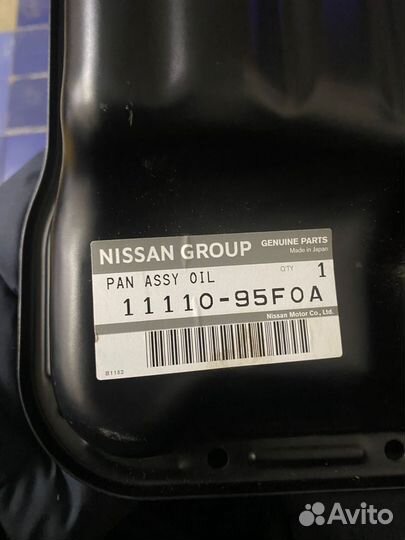 NISSAN GROUP GENUINE PARTS
Made in Japan
PAN ASSY OIL QTY 1
11110-95F0A
Nissan Motor Co., Ltd.
B1182
Avito